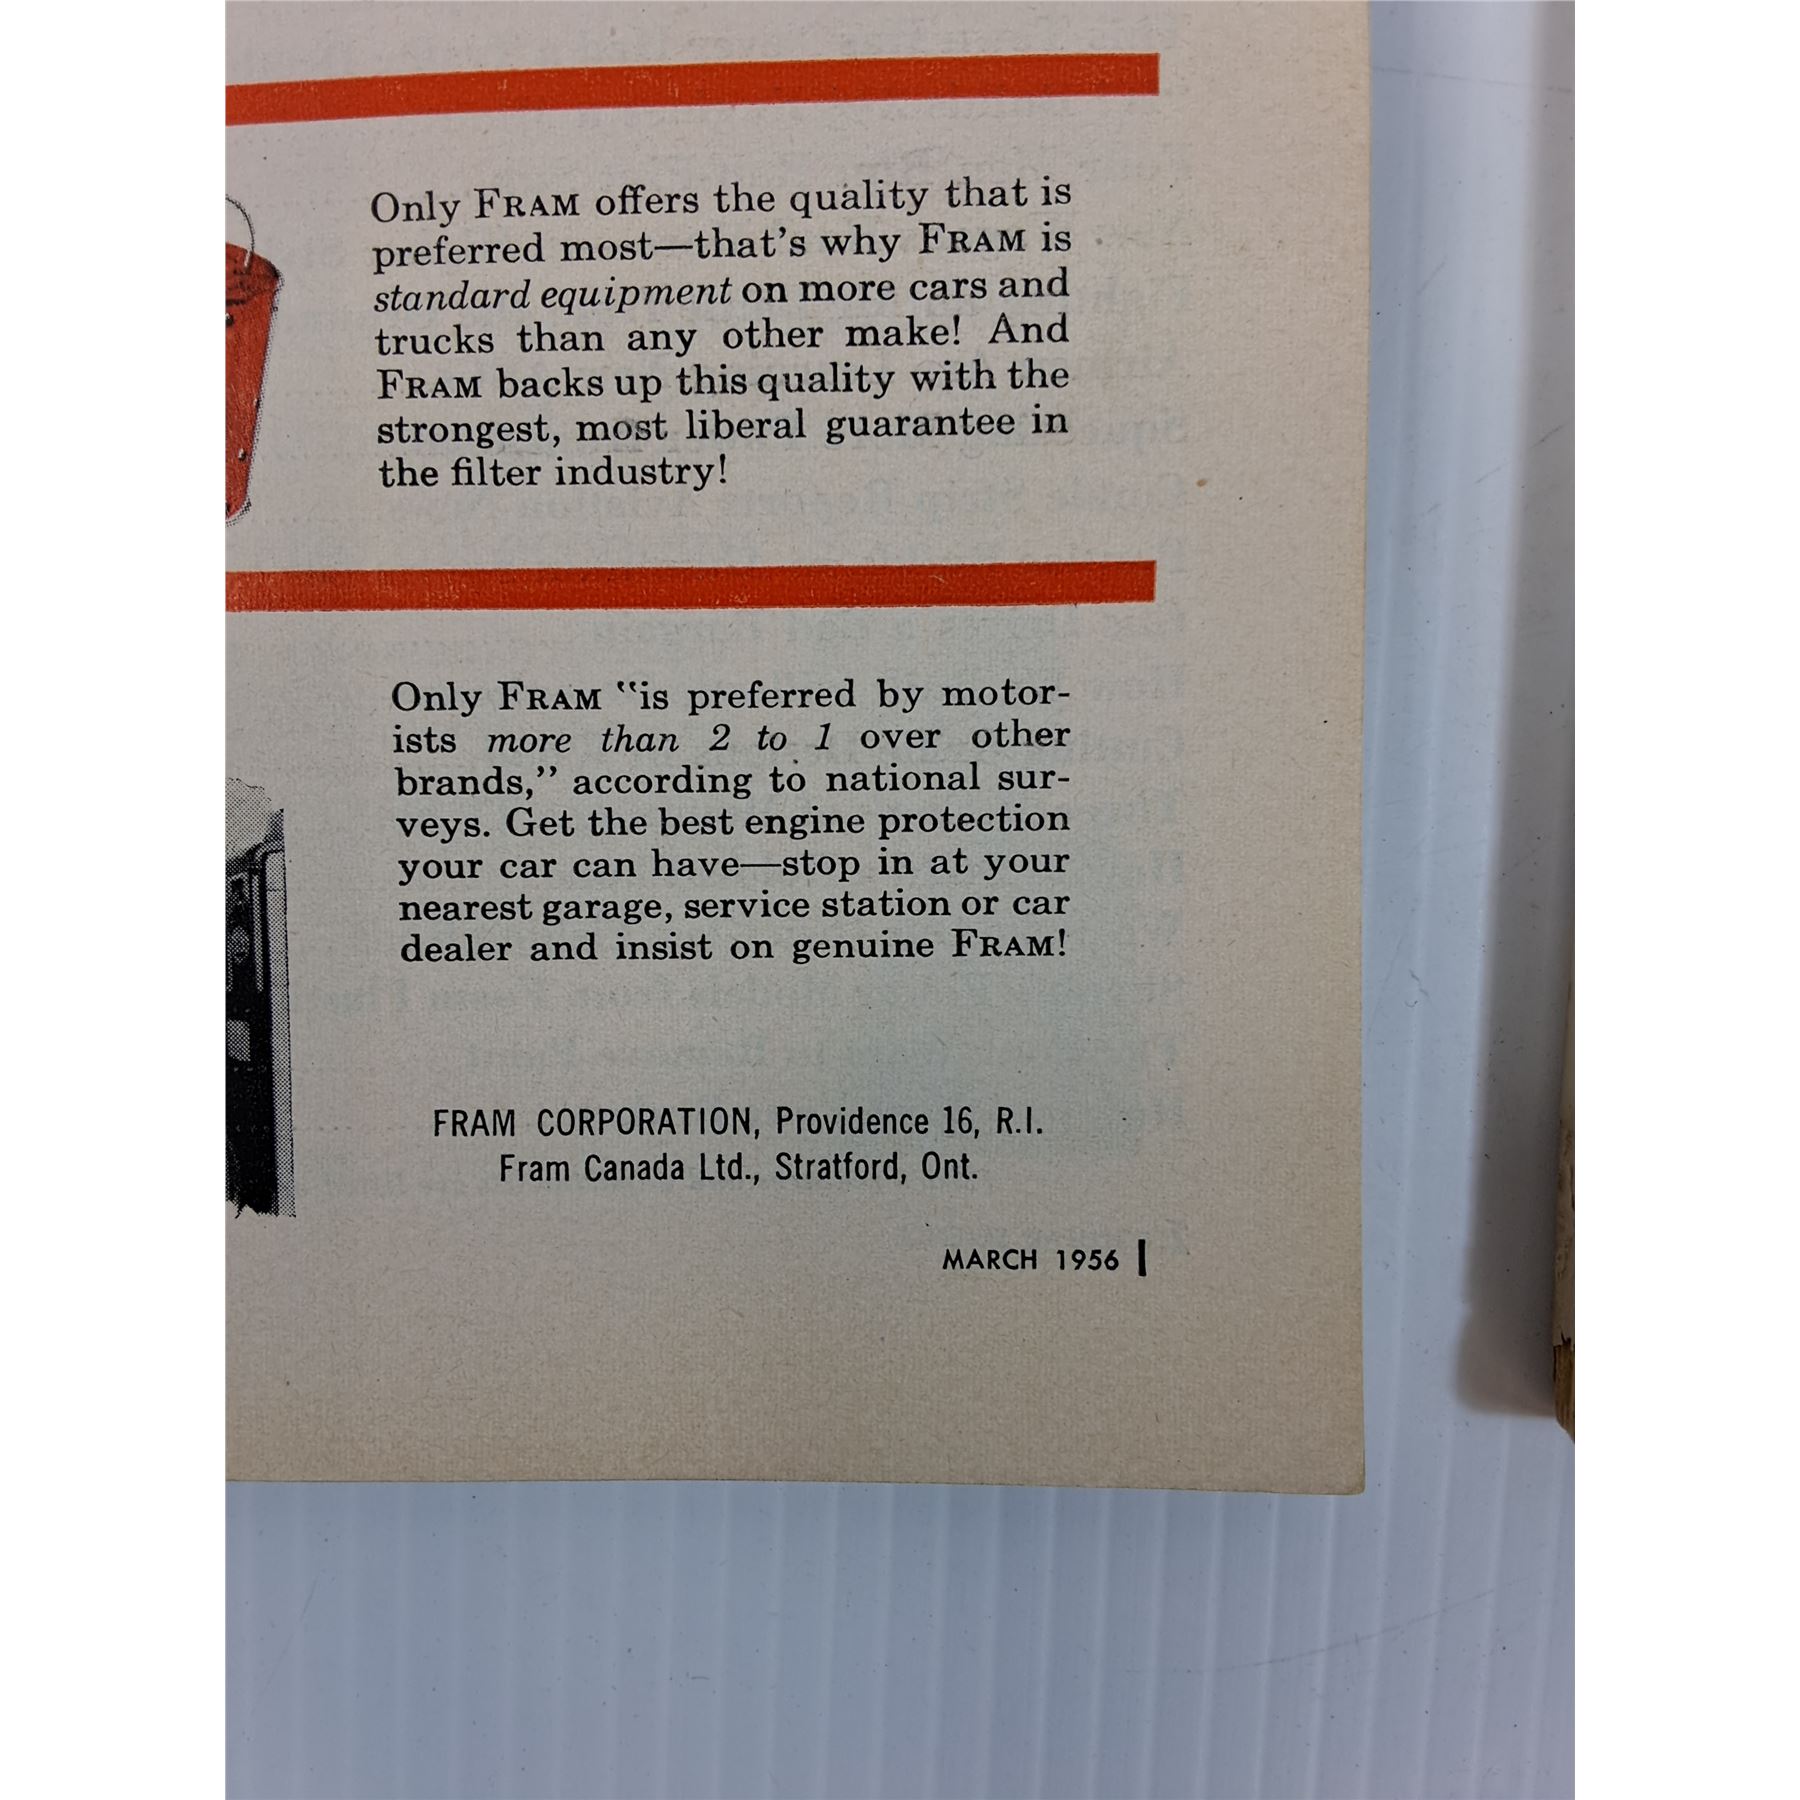 Only FRAM offers the quality that is
preferred most—that's why FRAM is
standard equipment on more cars and
trucks than any other make! And
FRAM backs up this quality with the
strongest, most liberal guarantee in
the filter industry!
Only FRAM “is preferred by motor-
ists more than 2 to 1 over other
brands,” according to national sur-
veys. Get the best engine protection
your car can have—stop in at your
nearest garage, service station or car
dealer and insist on genuine FRAM!
FRAM CORPORATION, Providence 16, R.I.
Fram Canada Ltd., Stratford, Ont.
MARCH 1956